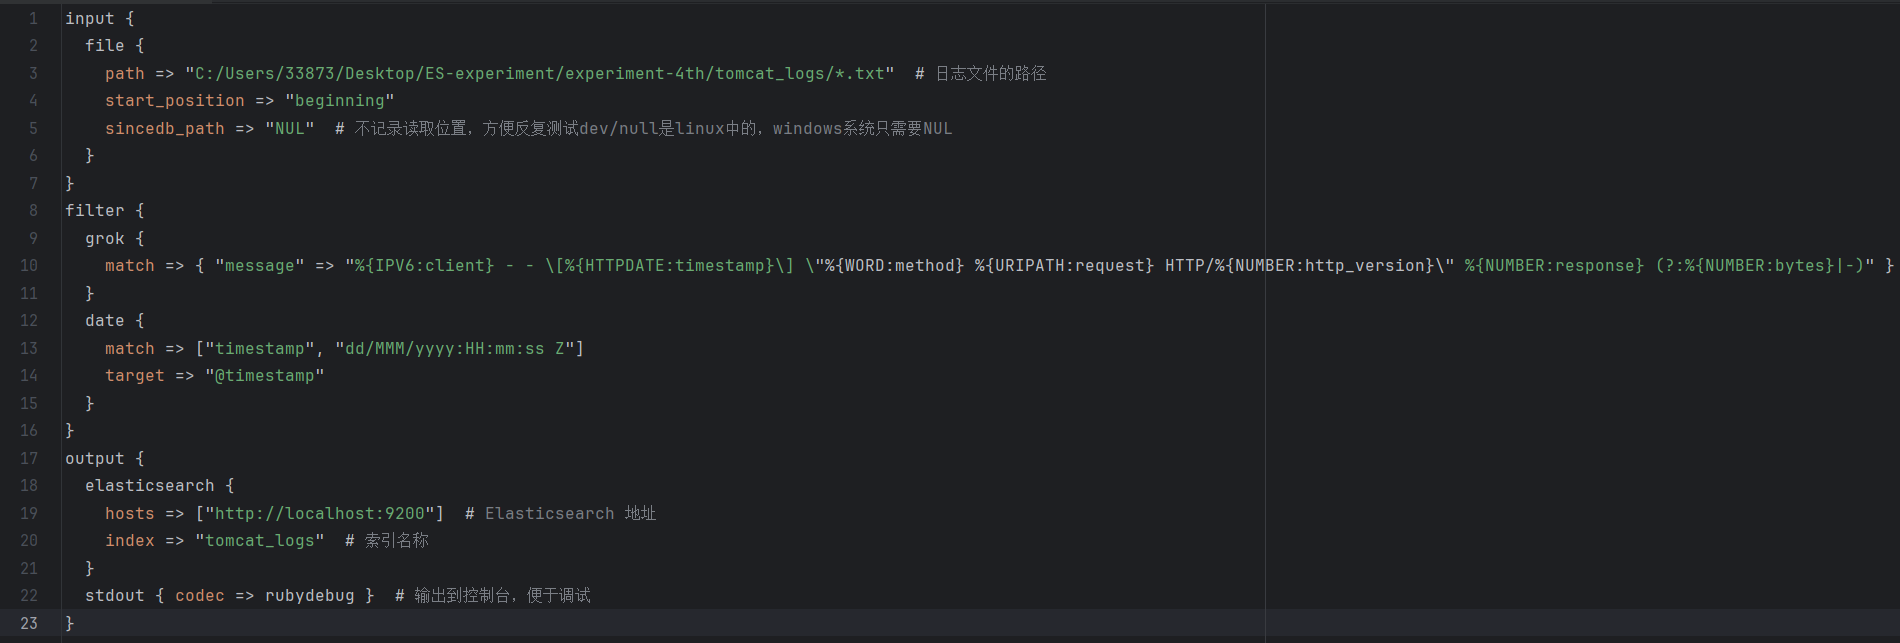 1 input {
2   file {
3     path => "C:/Users/33873/Desktop/ES-experiment/experiment-4th/tomcat_logs/*.txt"  # 日志文件的路径
4     start_position => "beginning"
5     sincedb_path => "NUL"  # 不记录读取位置，方便反复测试dev/null是linux中的，windows系统只需要NUL
6   }
7 }
8 filter {
9   grok {
10     match => { "message" => "%{IPV6:client} - - \[%{HTTPDATE:timestamp}\] \"%{WORD:method} %{URIPATH:request} HTTP/%{NUMBER:http_version}\" %{NUMBER:response} (?:%{NUMBER:bytes}|-)" }
11   }
12   date {
13     match => ["timestamp", "dd/MMM/yyyy:HH:mm:ss Z"]
14     target => "@timestamp"
15   }
16 }
17 output {
18   elasticsearch {
19     hosts => ["http://localhost:9200"]  # Elasticsearch 地址
20     index => "tomcat_logs"  # 索引名称
21   }
22   stdout { codec => rubydebug }  # 输出到控制台，便于调试
23 }